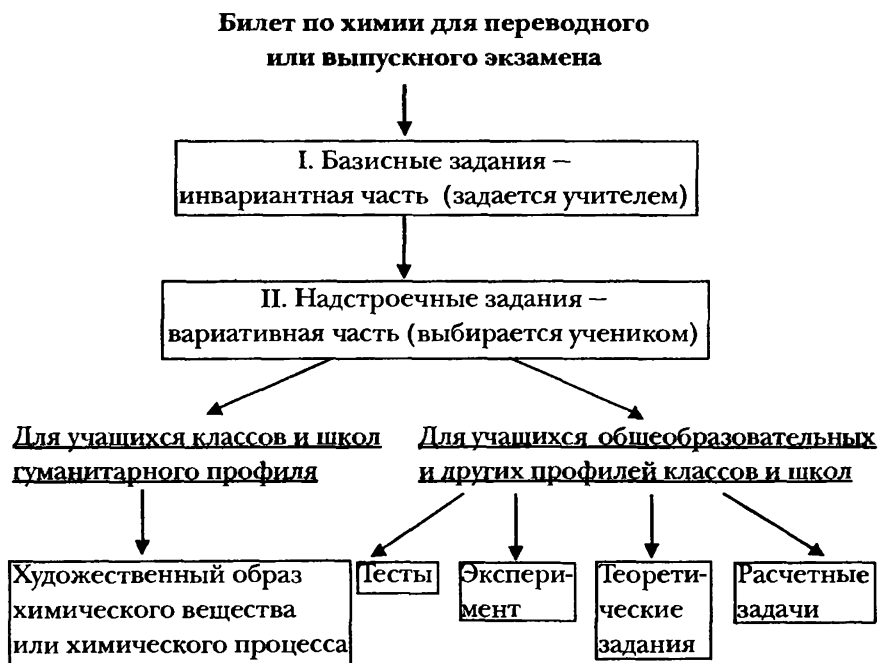 Билет по химии для переводного
или выпускного экзамена
I. Базисные задания –
инвариантная часть (задается учителем)
II. Надстроечные задания –
вариативная часть (выбирается учеником)
Для учащихся классов и школ
гуманитарного профиля
Для учащихся общеобразовательных
и других профилей классов и школ
Художественный образ
химического вещества
или химического процесса
Тесты
Экспери-
мент
Теорети-
ческие
задания
Расчетные
задачи